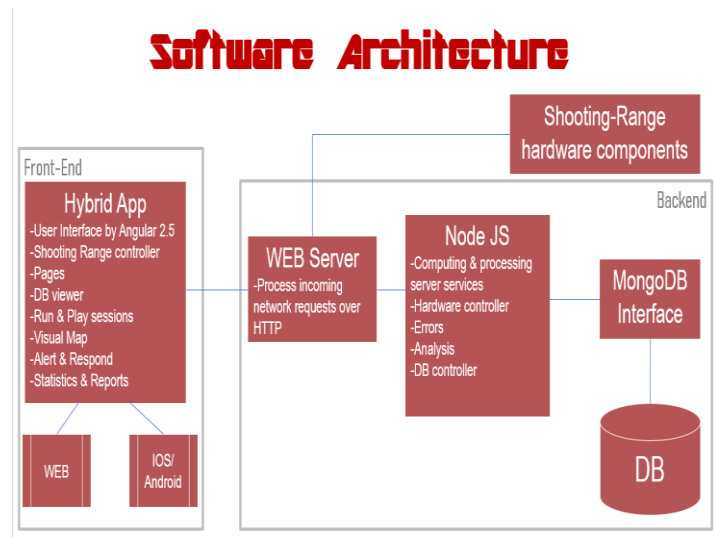 Software Architecture
Shooting-Range
hardware components
Front-End
Hybrid App
-User Interface by Angular 2.5
-Shooting Range controller
-Pages
-DB viewer
-Run & Play sessions
-Visual Map
-Alert & Respond
-Statistics & Reports
WEB
IOS/
Android
Backend
WEB Server
-Process incoming
network requests over
HTTP
Node JS
-Computing & processing
server services
-Hardware controller
-Errors
-Analysis
-DB controller
MongoDB
Interface
DB